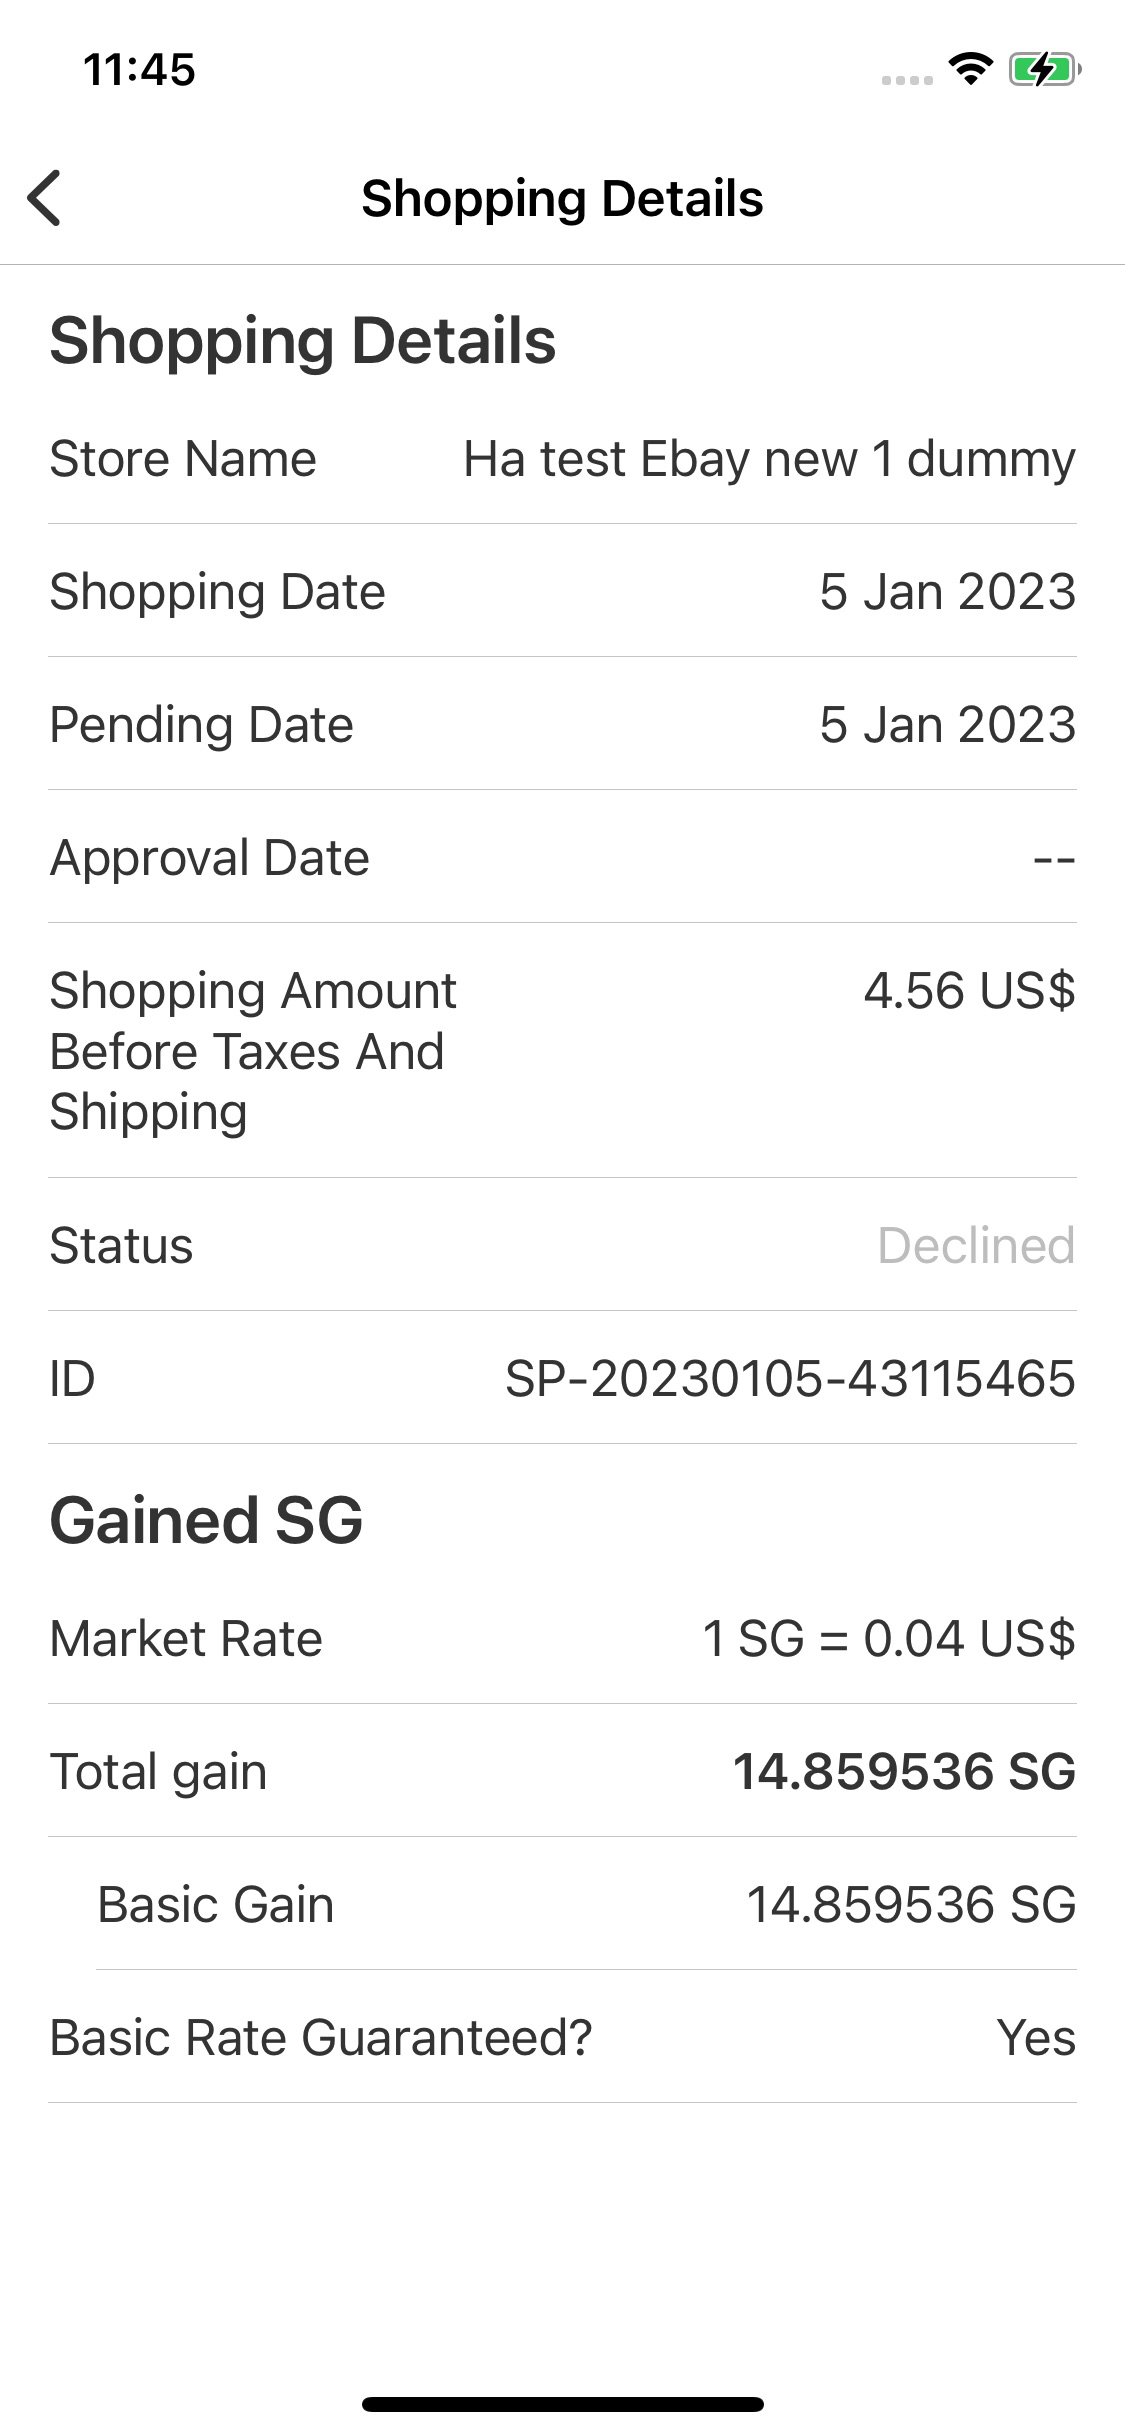 11:45
Shopping Details
Shopping Details
Store Name Ha test Ebay new 1 dummy
Shopping Date 5 Jan 2023
Pending Date 5 Jan 2023
Approval Date --
Shopping Amount 4.56 US$
Before Taxes And
Shipping
Status Declined
ID SP-20230105-43115465
Gained SG
Market Rate 1 SG = 0.04 US$
Total gain 14.859536 SG
Basic Gain 14.859536 SG
Basic Rate Guaranteed? Yes